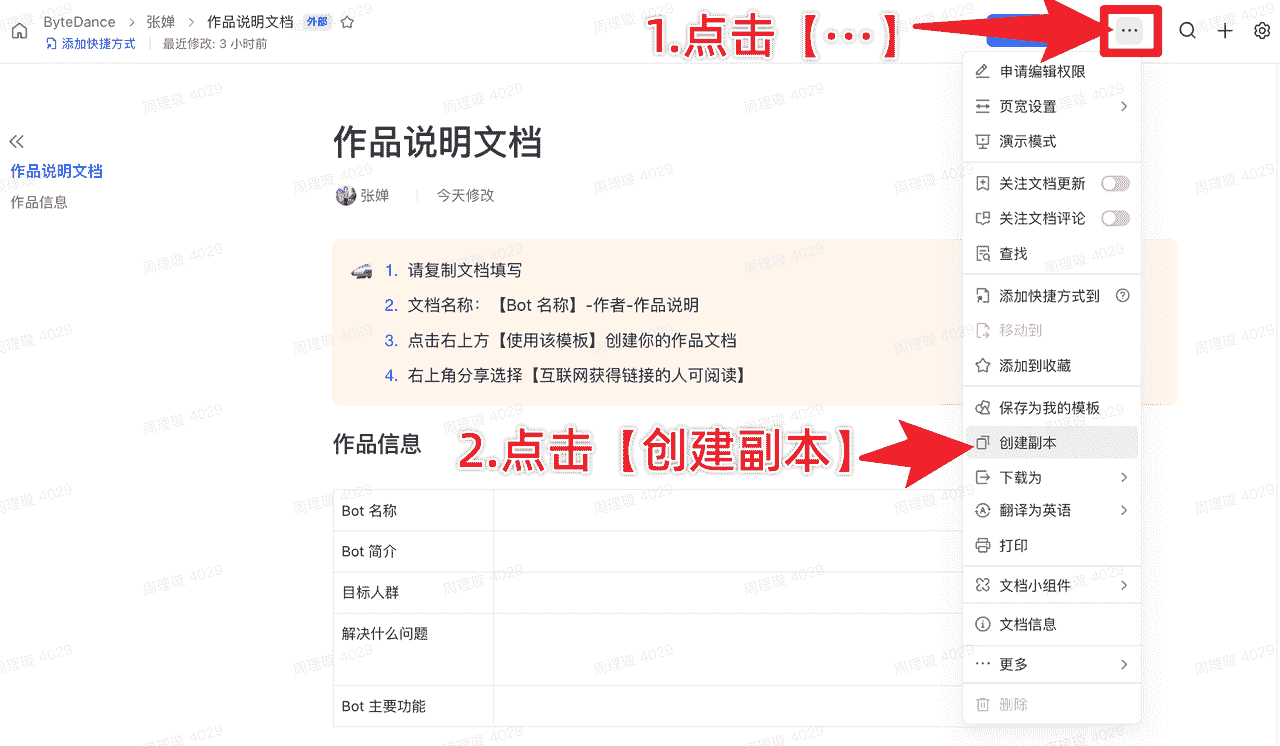 ByteDance > 张婵 > 作品说明文档 外部
添加快捷方式 | 最近修改: 3 小时前
1.点击【···】
申请编辑权限
页宽设置
演示模式
关注文档更新
关注文档评论
查找
添加快捷方式到
移动到
添加到收藏
保存为我的模板
创建副本
下载为
翻译为英语
打印
文档小组件
文档信息
更多
删除
作品说明文档
作品信息
作品说明文档
张婵 | 今天修改
1. 请复制文档填写
2. 文档名称：【Bot 名称】-作者-作品说明
3. 点击右上方【使用该模板】创建你的作品文档
4. 右上角分享选择【互联网获得链接的人可阅读】
作品信息
2.点击【创建副本】
Bot 名称
Bot 简介
目标人群
解决什么问题
Bot 主要功能
周理璇 4029